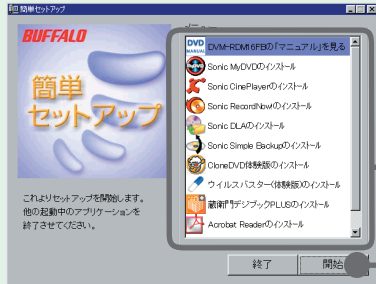 簡単セットアップ
BUFFALO
簡単
セットアップ
これよりセットアップを開始します。
他の起動中のアプリケーションを
終了させてください。
メニュー
DVD
MANUAL
DVM-RDM16FBの「マニュアル」を見る
Sonic MyDVDのインストール
Sonic CinePlayerのインストール
Sonic RecordNowのインストール
Sonic DLAのインストール
Sonic Simple Backupのインストール
CloneDVD体験版のインストール
ウイルスバスター体験版のインストール
蔵衛門デジブックPLUSのインストール
Acrobat Readerのインストール
終了
開始